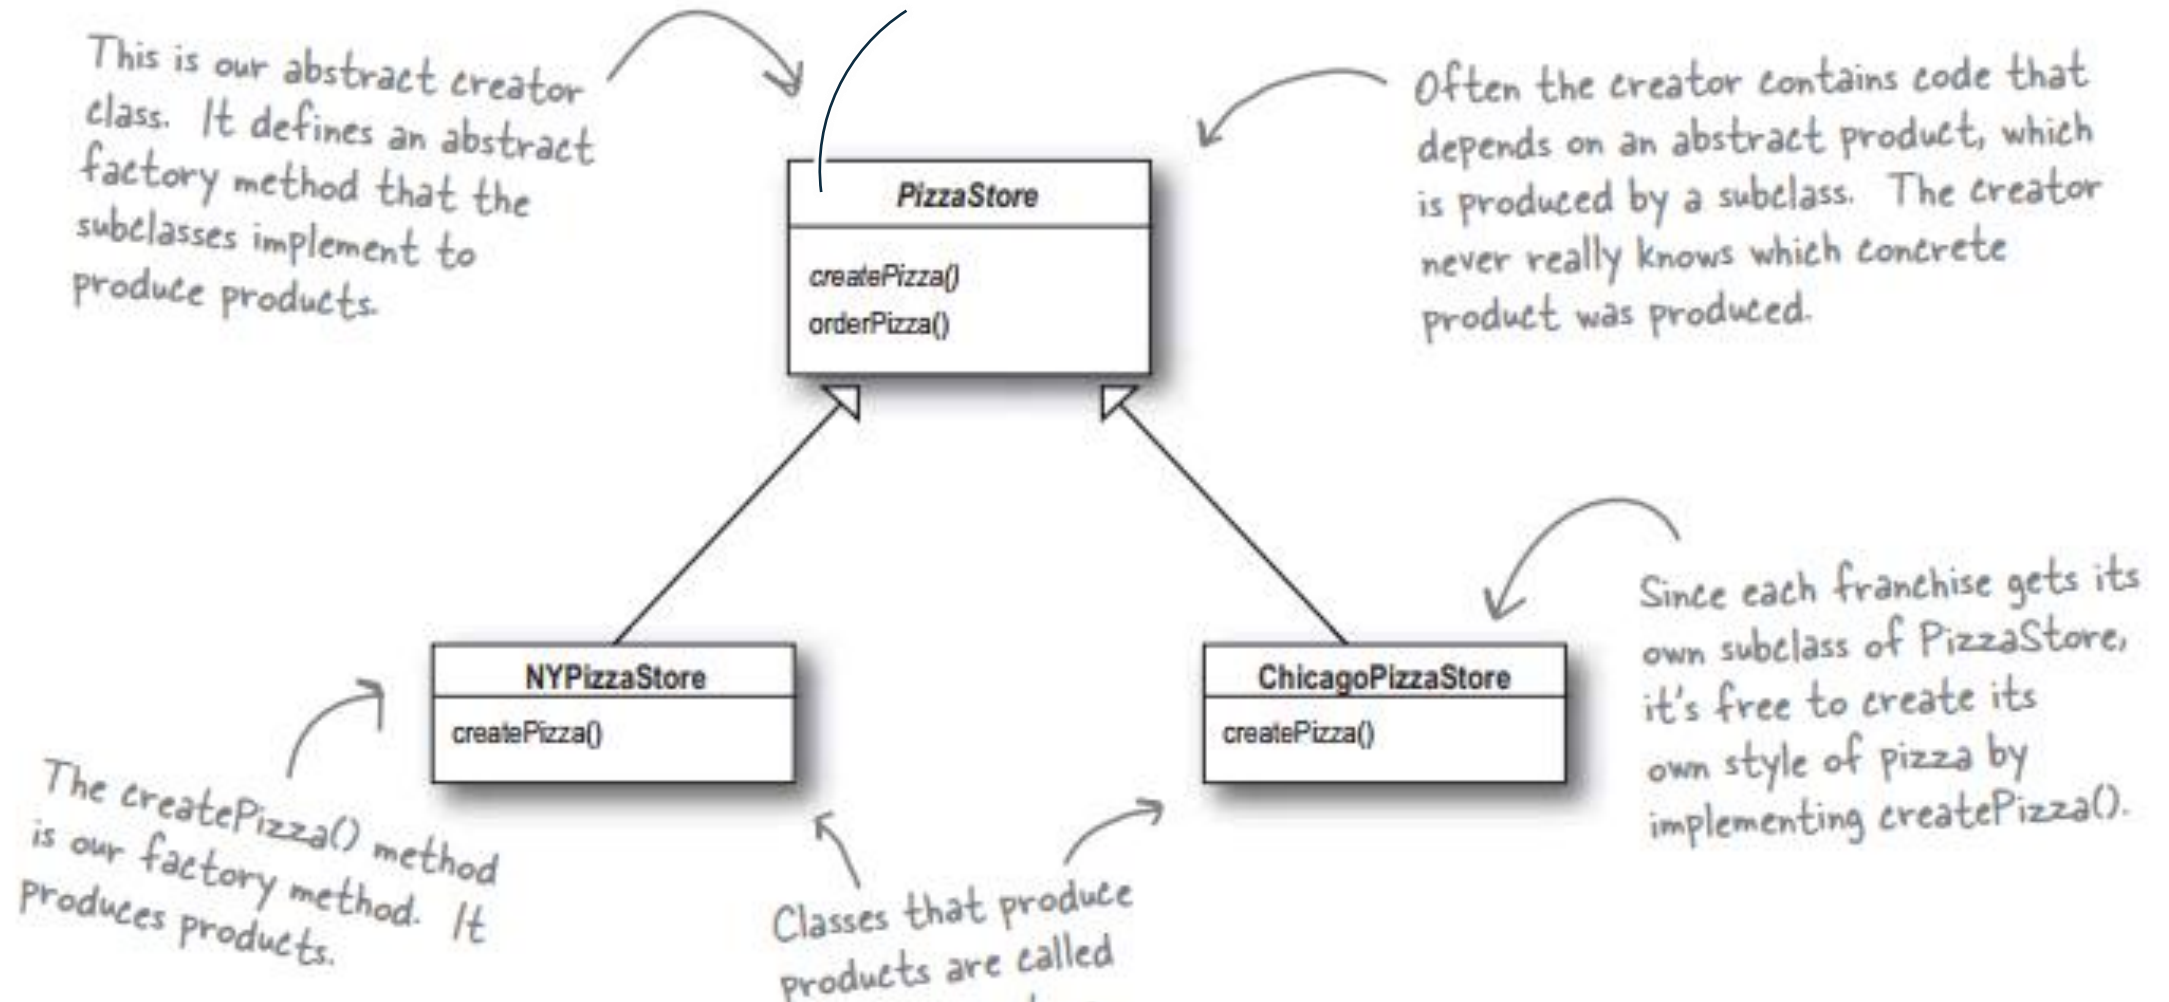 This is our abstract creator
class. It defines an abstract
factory method that the
subclasses implement to
produce products.
Often the creator contains code that
depends on an abstract product, which
is produced by a subclass. The creator
never really knows which concrete
product was produced.
PizzaStore
createPizza()
orderPizza()
NYPizzaStore
createPizza()
ChicagoPizzaStore
createPizza()
Since each franchise gets its
own subclass of PizzaStore,
it's free to create its
own style of pizza by
implementing createPizza().
The createPizza() method
is our factory method. It
produces products.
Classes that produce
products are called